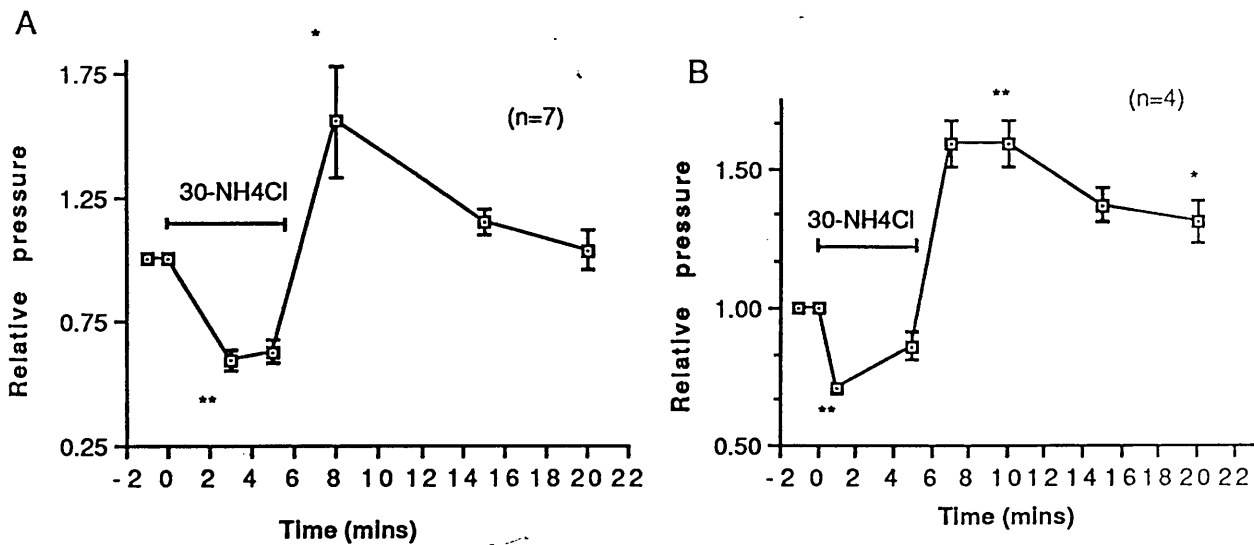 A
*
1.75
(n=7)
30-NH4Cl
1.25
0.75
**
0.25
-2 0 2 4 6 8 10 12 14 16 18 20 22
Relative pressure
Time (mins)
B
**
(n=4)
1.50
*
30-NH4Cl
1.00
**
0.50
-2 0 2 4 6 8 10 12 14 16 18 20 22
Relative pressure
Time (mins)